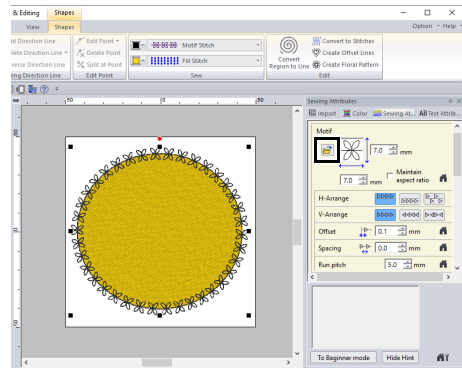 & Editing Shapes
View Shapes Option Help
Direction Line Edit Point Motif Stitch Convert to Stitches
Direction Line Delete Point Create Offset Lines
Direction Line Split at Point Fill Stitch Convert Region to Line Create Floral Pattern
Direction Line Edit Point Sew Edit
50 0 50
Sewing Attributes
Import Color Sewing At... AB Text Attrib...
Motif
7.0 mm
7.0 mm Maintain aspect ratio
H-Arrange
V-Arrange
Offset 0.1 mm
Spacing 0.0 mm
Run pitch 5.0 mm
To Beginner mode Hide Hint